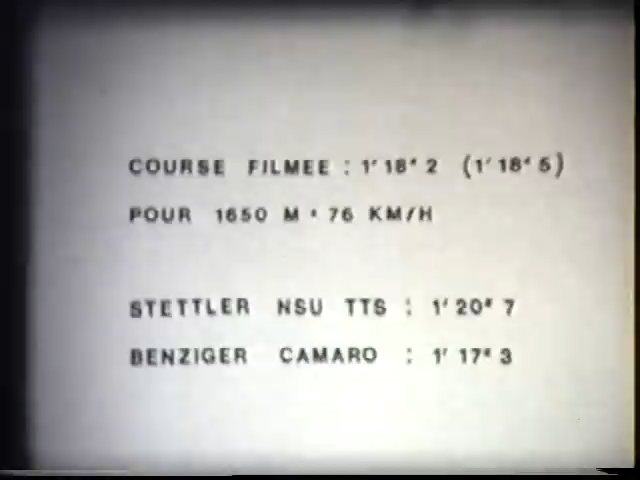 COURSE FILMEE : 1' 18" 2 (1' 18" 5)
POUR 1650 M = 76 KM/H
STETTLER NSU TTS : 1' 20" 7
BENZIGER CAMARO : 1' 17" 3